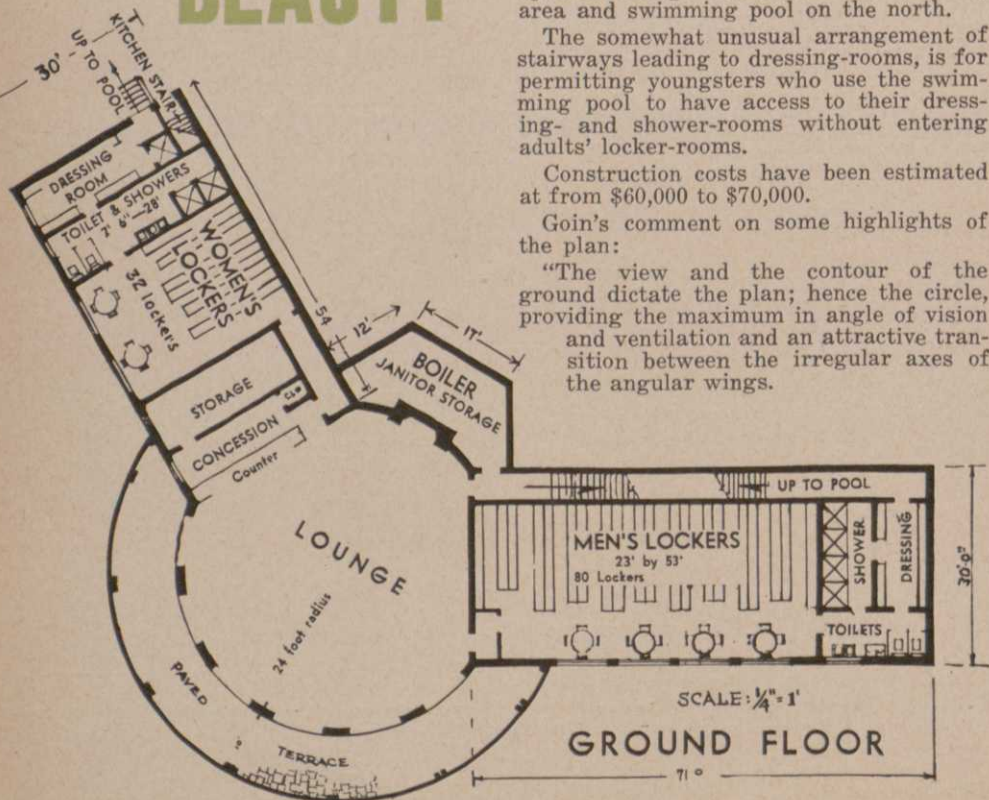 BEAUTY
area and swimming pool on the north.
The somewhat unusual arrangement of
stairways leading to dressing-rooms, is for
permitting youngsters who use the swim-
ming pool to have access to their dress-
ing- and shower-rooms without entering
adults' locker-rooms.
Construction costs have been estimated
at from $60,000 to $70,000.
Goin's comment on some highlights of
the plan:
"The view and the contour of the
ground dictate the plan; hence the circle,
providing the maximum in angle of vision
and ventilation and an attractive tran-
sition between the irregular axes of
the angular wings.
30'
UP TO POOL
KITCHEN STAIR
DRESSING
ROOM
TOILET & SHOWERS
7' 6"—28'
WOMEN'S
LOCKERS
32 lockers
54
12'
17'
BOILER
JANITOR STORAGE
STORAGE
CONCESSION
Counter
LOUNGE
24 foot radius
PAVED
TERRACE
UP TO POOL
MEN'S LOCKERS
23' by 53'
80 Lockers
SHOWER
DRESSING
TOILETS
30'-0"
SCALE: 1/4" = 1'
GROUND FLOOR
71°